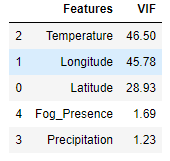 Features VIF
2 Temperature 46.50
1 Longitude 45.78
0 Latitude 28.93
4 Fog_Presence 1.69
3 Precipitation 1.23